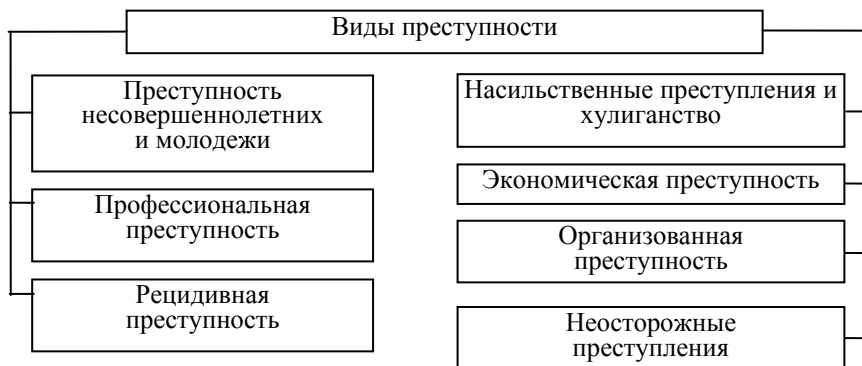 Виды преступности
Преступность
несовершеннолетних
и молодежи
Профессиональная
преступность
Рецидивная
преступность
Насильственные преступления и
хулиганство
Экономическая преступность
Организованная
преступность
Неосторожные
преступления